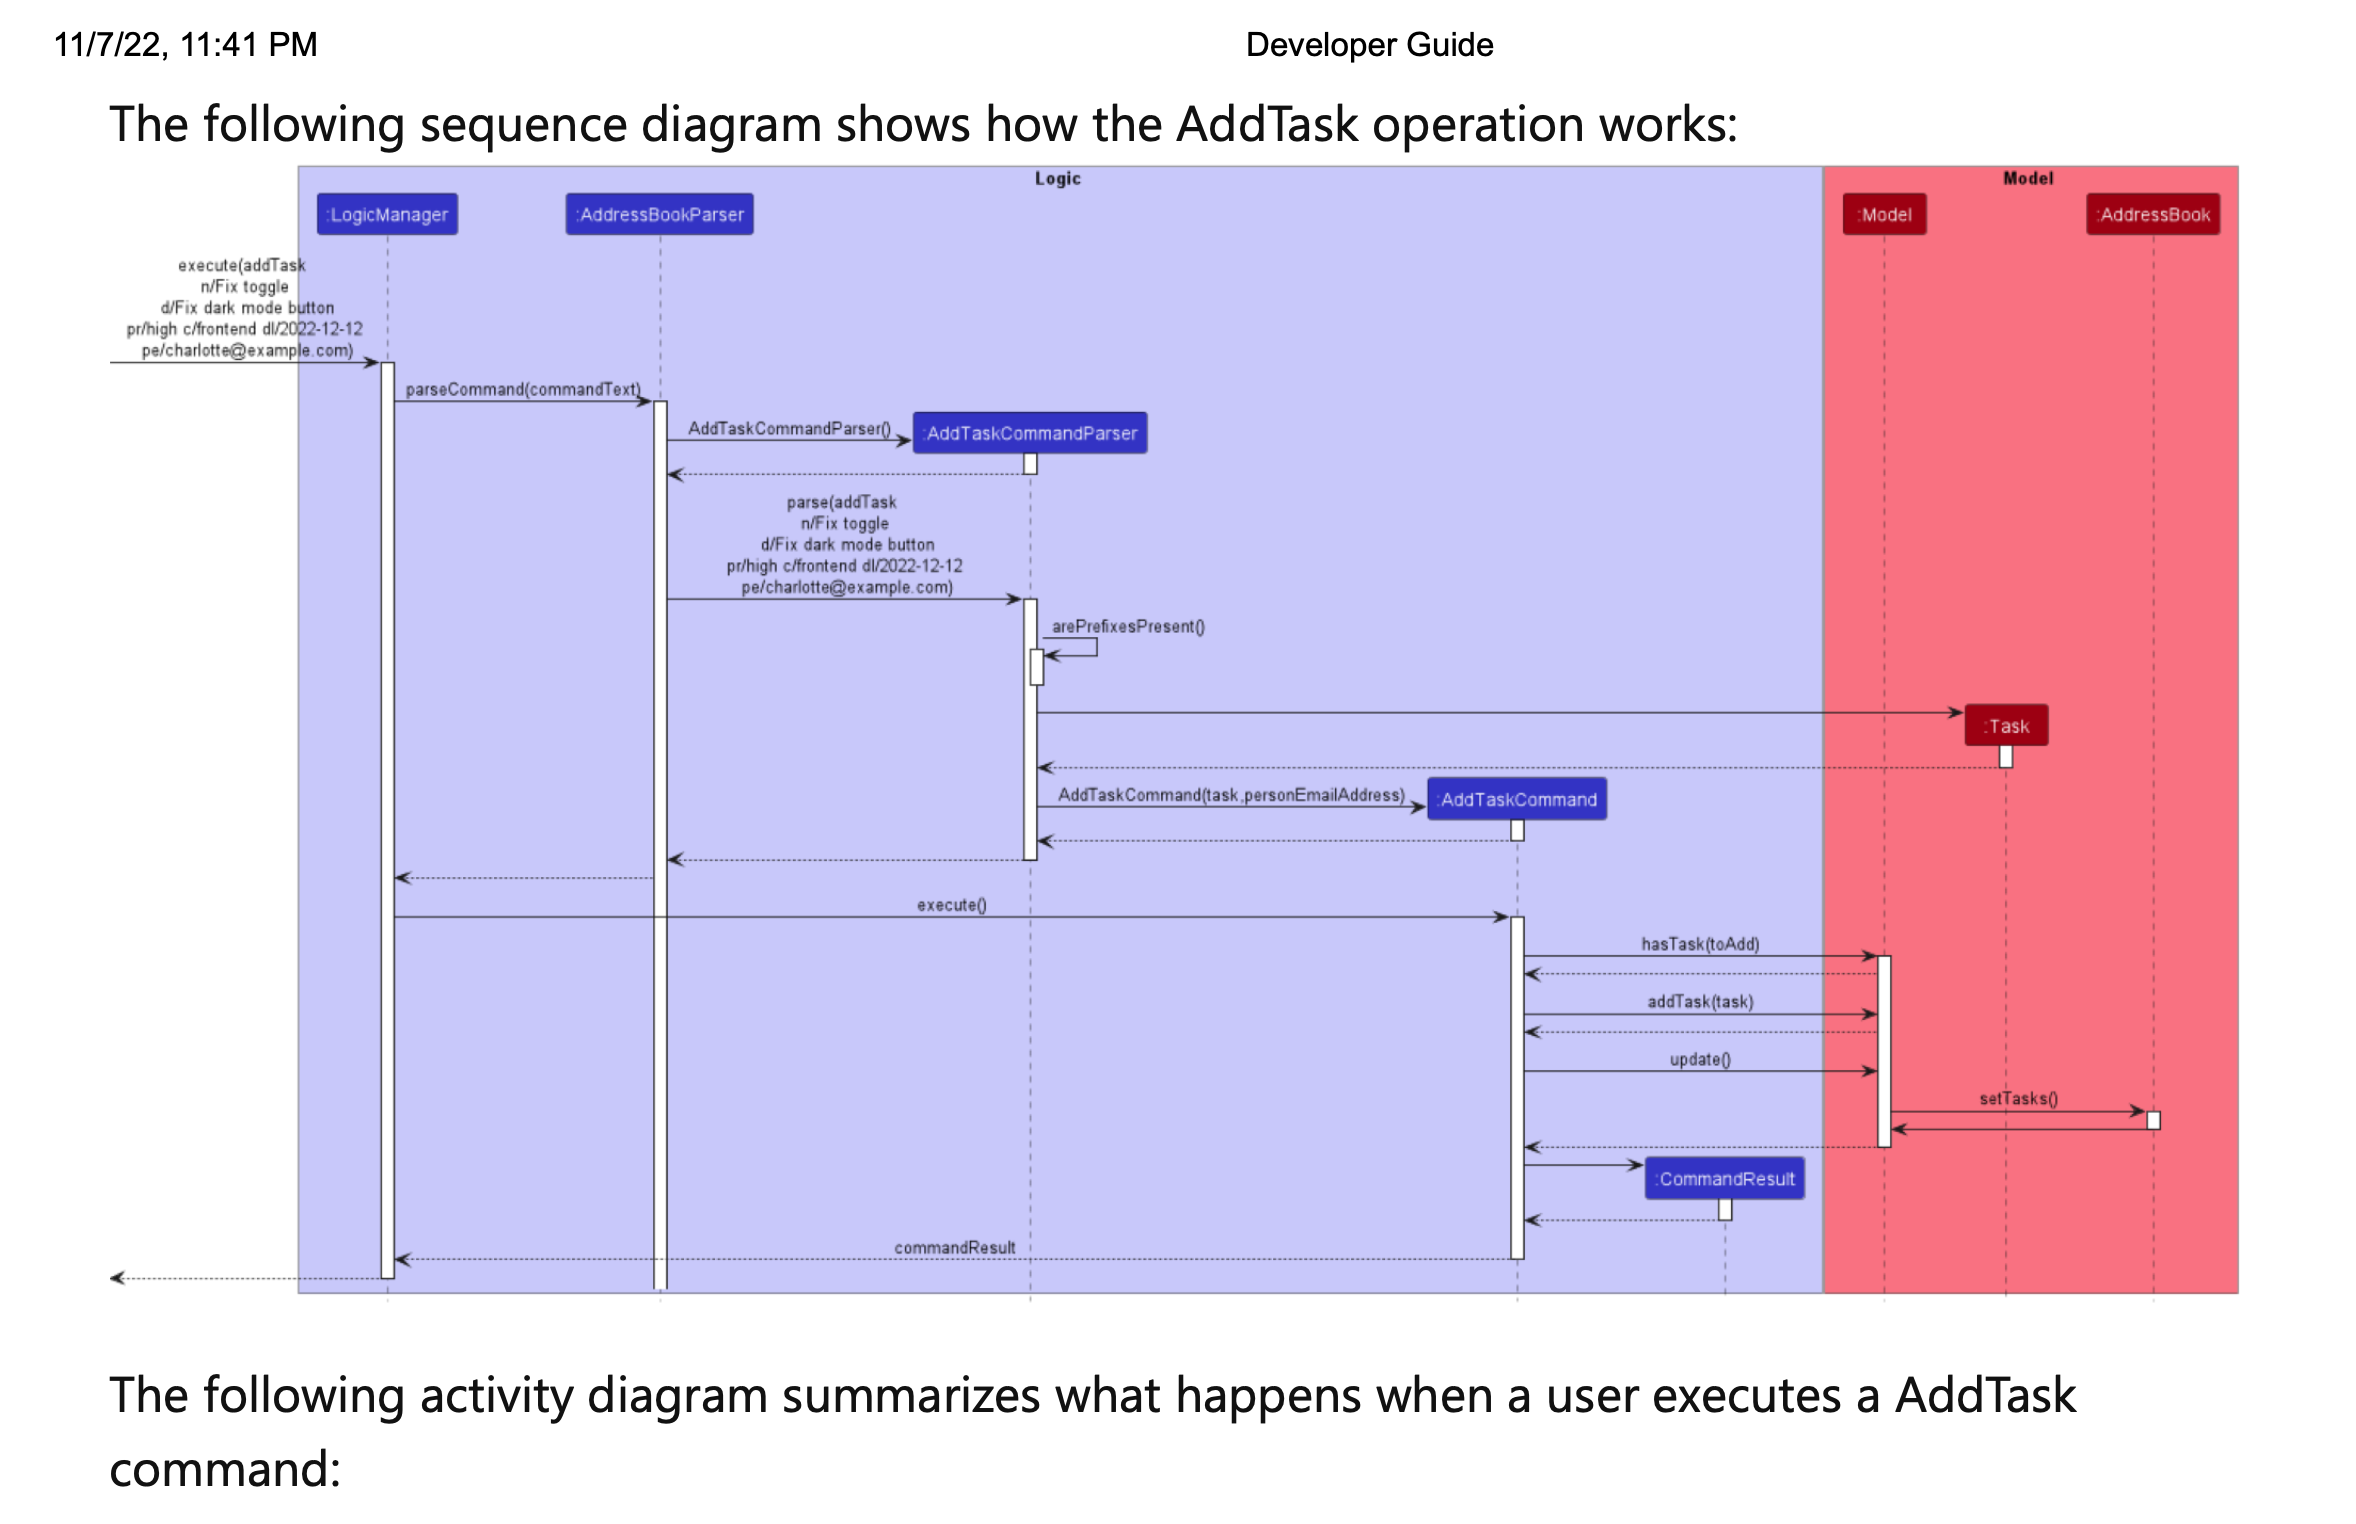 11/7/22, 11:41 PM
Developer Guide
The following sequence diagram shows how the AddTask operation works:
Logic
Model
:LogicManager
:AddressBookParser
:Model
:AddressBook
execute(addTask
n/Fix toggle
d/Fix dark mode button
pr/high c/frontend dl/2022-12-12
pe/charlotte@example.com)
parseCommand(commandText)
AddTaskCommandParser()
:AddTaskCommandParser
parse(addTask
n/Fix toggle
d/Fix dark mode button
pr/high c/frontend dl/2022-12-12
pe/charlotte@example.com)
arePrefixesPresent()
:Task
AddTaskCommand(task,personEmailAddress)
:AddTaskCommand
execute()
hasTask(toAdd)
addTask(task)
update()
setTasks()
:CommandResult
commandResult
The following activity diagram summarizes what happens when a user executes a AddTask
command: